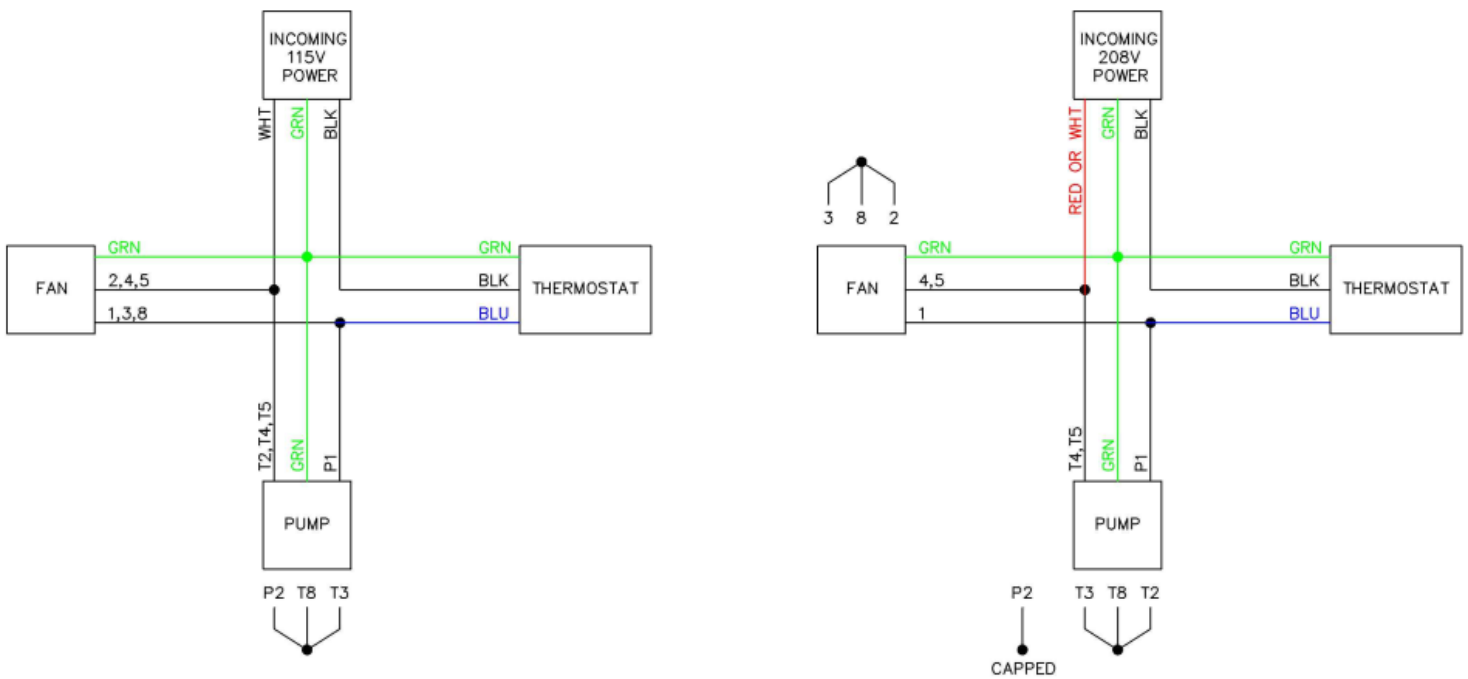 INCOMING
115V
POWER
WHT
GRN
BLK
FAN
GRN
2,4,5
1,3,8
GRN
BLK
BLU
THERMOSTAT
T2,T4,T5
GRN
P1
PUMP
P2 T8 T3
INCOMING
208V
POWER
RED OR WHT
GRN
BLK
3 8 2
FAN
GRN
4,5
1
GRN
BLK
BLU
THERMOSTAT
T4,T5
GRN
P1
PUMP
P2
T3 T8 T2
CAPPED